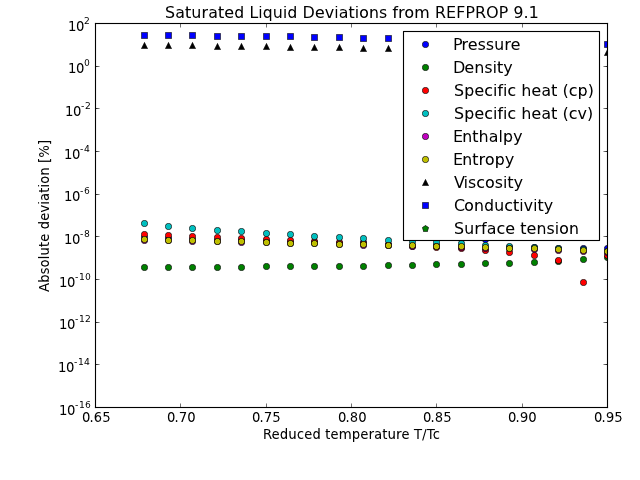 Saturated Liquid Deviations from REFPROP 9.1
10^2
10^0
10^-2
10^-4
10^-6
10^-8
10^-10
10^-12
10^-14
10^-16
Absolute deviation [%]
Pressure
Density
Specific heat (cp)
Specific heat (cv)
Enthalpy
Entropy
Viscosity
Conductivity
Surface tension
0.65 0.70 0.75 0.80 0.85 0.90 0.95
Reduced temperature T/Tc